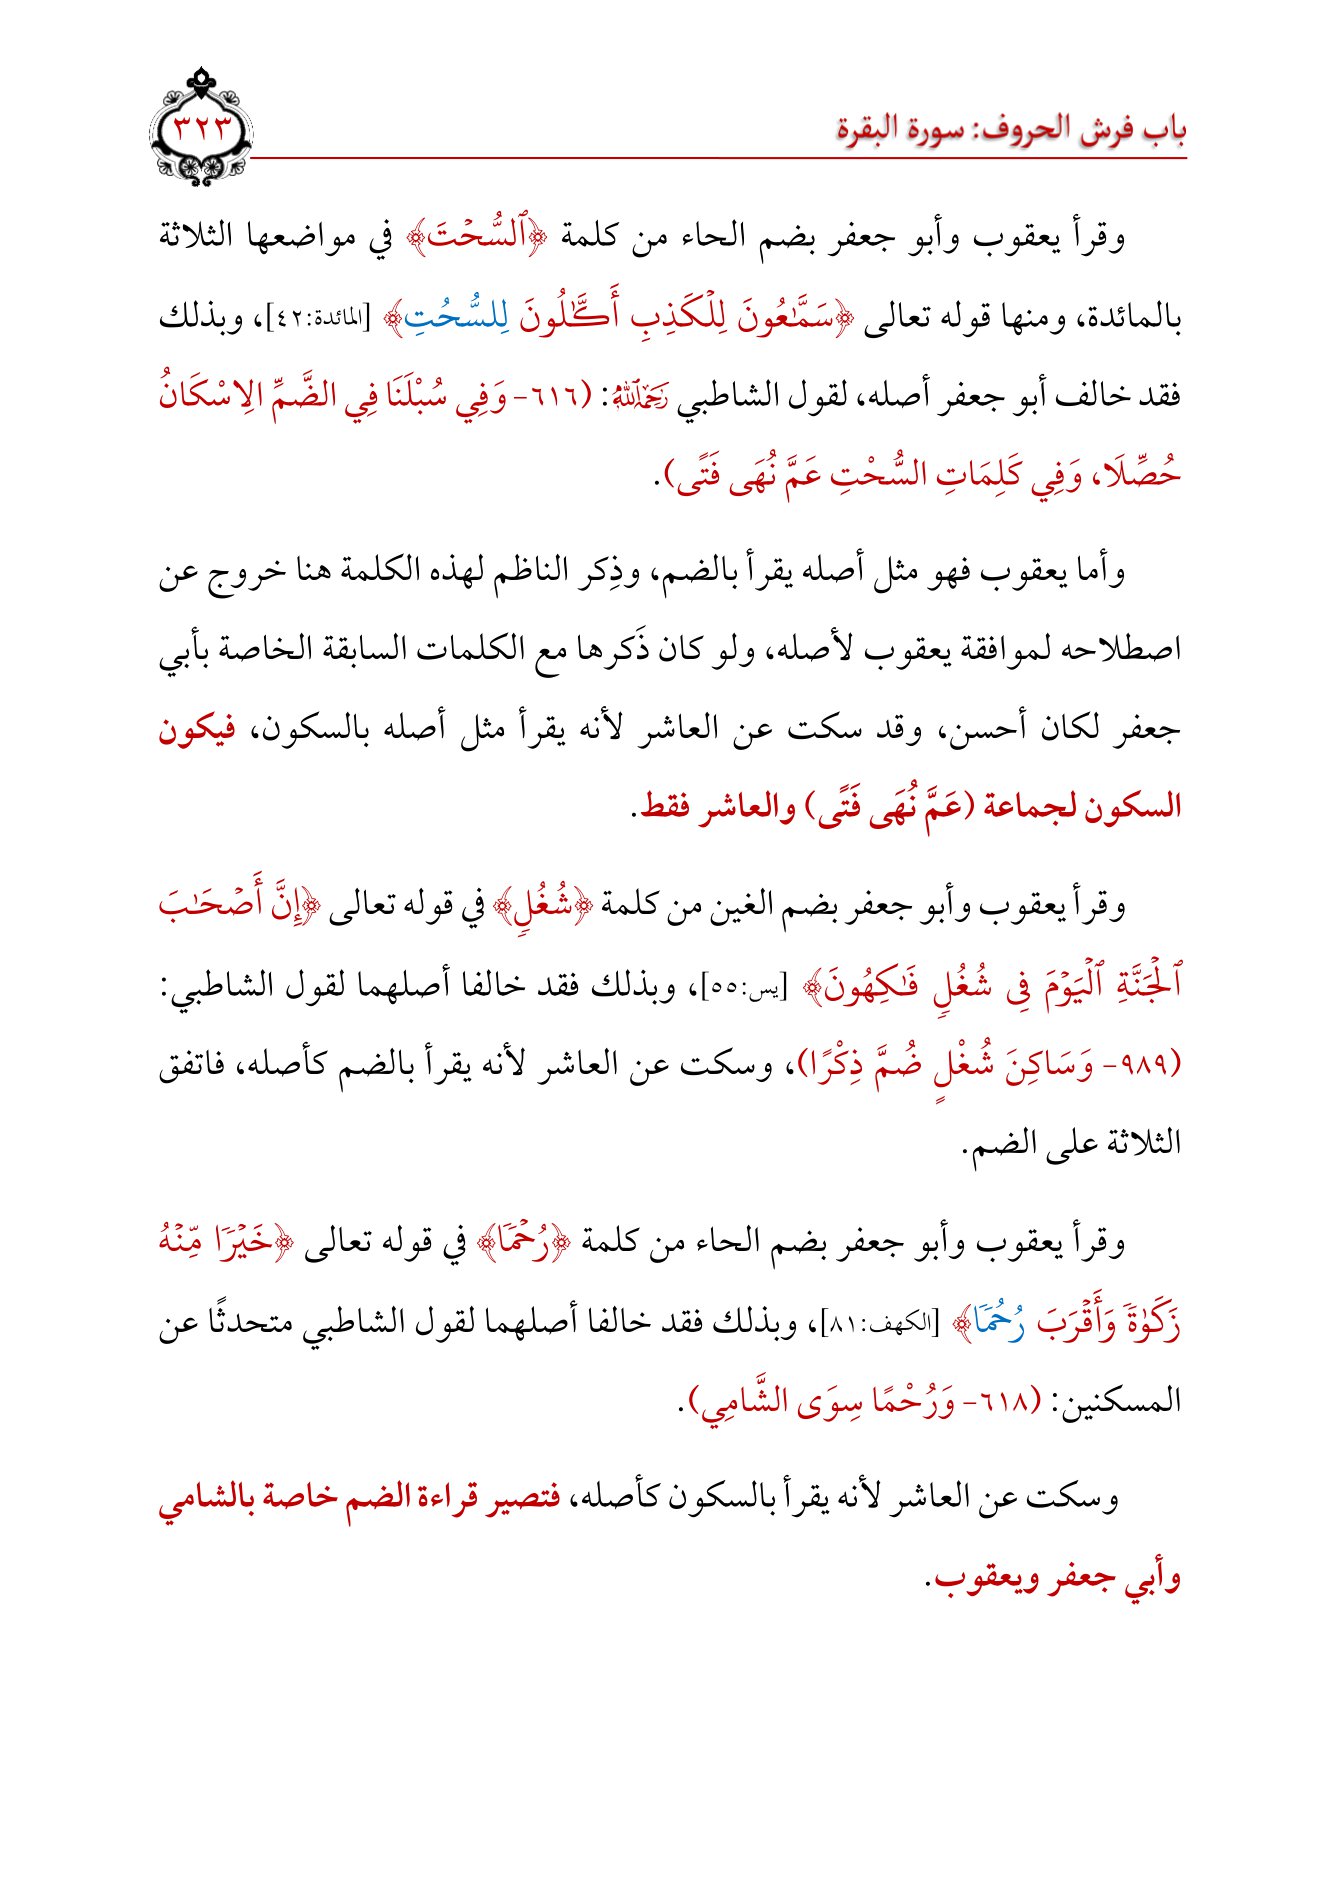 باب فرش الحروف: سورة البقرة
٣٢٣
وقرأ يعقوب وأبو جعفر بضم الحاء من كلمة ﴿ٱلسُّحۡتَ﴾ في مواضعها الثلاثة
بالمائدة، ومنها قوله تعالى ﴿سَمَّٰعُونَ لِلۡكَذِبِ أَكَّٰلُونَ لِلسُّحُتِ﴾ [المائدة:٤٢]، وبذلك
فقد خالف أبو جعفر أصله، لقول الشاطبي رَحِمَهُ ٱللَّهُ: (٦١٦- وَفِي سُبْلَنَا فِي الضَّمِّ الِاسْكَانُ
حُصِّلَا، وَفِي كَلِمَاتِ السُّحْتِ عَمَّ نُهَى فَتًى).
وأما يعقوب فهو مثل أصله يقرأ بالضم، وذِكر الناظم لهذه الكلمة هنا خروج عن
اصطلاحه لموافقة يعقوب لأصله، ولو كان ذَكرها مع الكلمات السابقة الخاصة بأبي
جعفر لكان أحسن، وقد سكت عن العاشر لأنه يقرأ مثل أصله بالسكون، فيكون
السكون لجماعة (عَمَّ نُهَى فَتًى) والعاشر فقط.
وقرأ يعقوب وأبو جعفر بضم الغين من كلمة ﴿شُغُلٖ﴾ في قوله تعالى ﴿إِنَّ أَصۡحَٰبَ
ٱلۡجَنَّةِ ٱلۡيَوۡمَ فِي شُغُلٖ فَٰكِهُونَ﴾ [يس:٥٥]، وبذلك فقد خالفا أصلهما لقول الشاطبي:
(٩٨٩- وَسَاكِنَ شُغْلٍ ضُمَّ ذِكْرًا)، وسكت عن العاشر لأنه يقرأ بالضم كأصله، فاتفق
الثلاثة على الضم.
وقرأ يعقوب وأبو جعفر بضم الحاء من كلمة ﴿رُحۡمٗا﴾ في قوله تعالى ﴿خَيۡرٗا مِّنۡهُ
زَكَوٰةٗ وَأَقۡرَبَ رُحُمٗا﴾ [الكهف:٨١]، وبذلك فقد خالفا أصلهما لقول الشاطبي متحدثًا عن
المسكنين: (٦١٨- وَرُحْمًا سِوَى الشَّامِي).
وسكت عن العاشر لأنه يقرأ بالسكون كأصله، فتصير قراءة الضم خاصة بالشامي
وأبي جعفر ويعقوب.